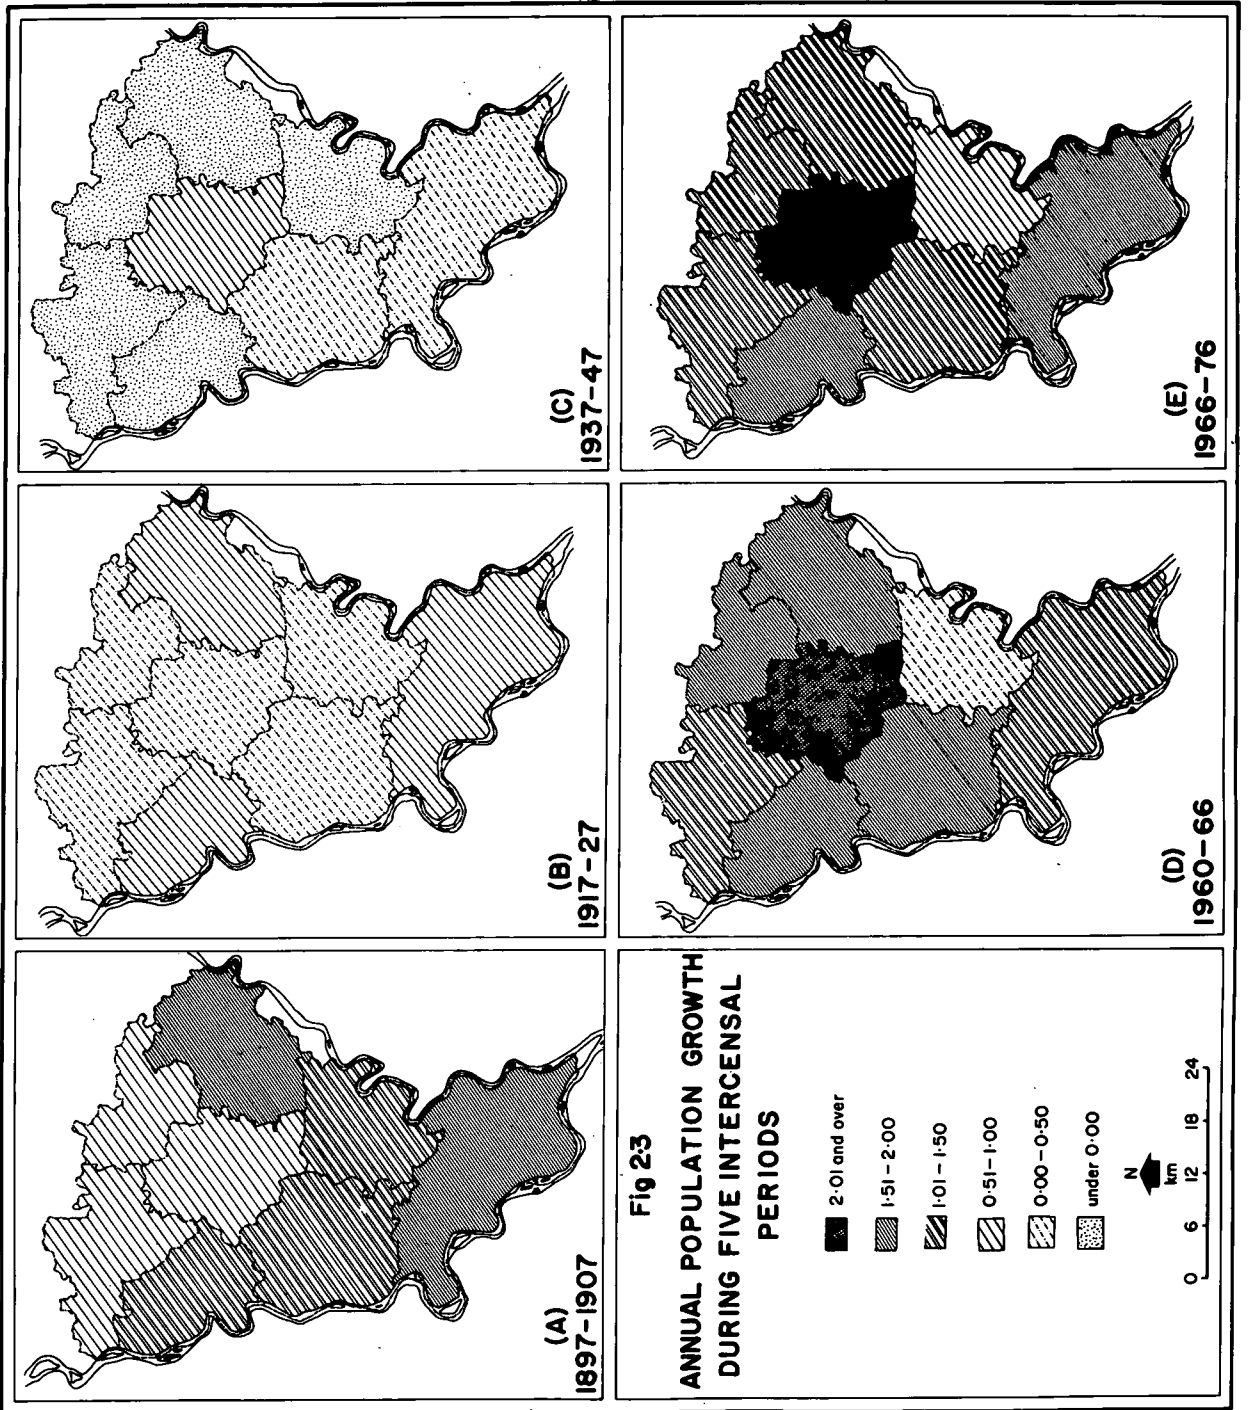 (A)
1897-1907
(B)
1917-27
(C)
1937-47
Fig 2·3
ANNUAL POPULATION GROWTH
DURING FIVE INTERCENSAL
PERIODS
2·01 and over
1·51-2·00
1·01-1·50
0·51-1·00
0·00-0·50
under 0·00
N
km
0 6 12 18 24
(D)
1960-66
(E)
1966-76